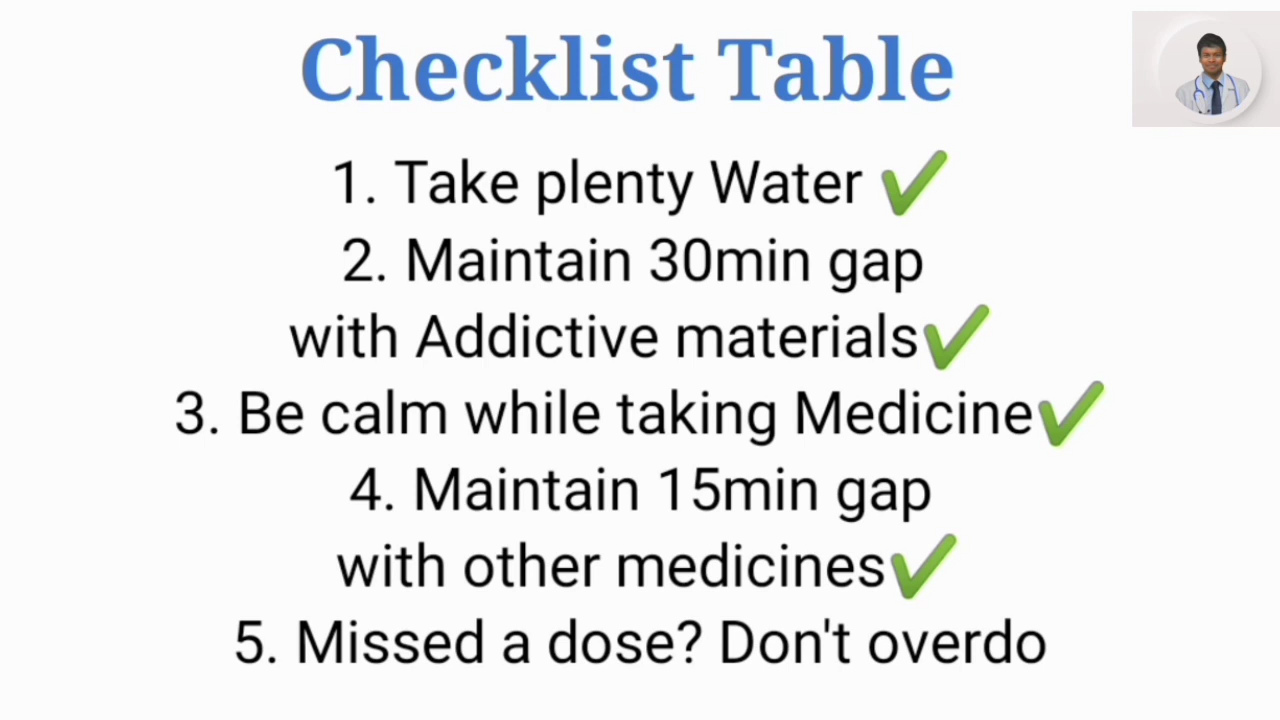 Checklist Table
1. Take plenty Water ✔
2. Maintain 30min gap
with Addictive materials✔
3. Be calm while taking Medicine✔
4. Maintain 15min gap
with other medicines✔
5. Missed a dose? Don't overdo